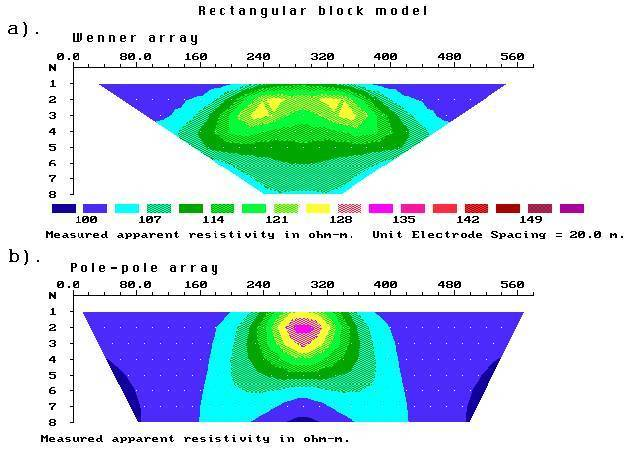 Rectangular block model
a).
Wenner array
0.0 80.0 160 240 320 400 480 560
N
1
2
3
4
5
6
7
8
100 107 114 121 128 135 142 149
Measured apparent resistivity in ohm-m. Unit Electrode Spacing = 20.0 m.
b).
Pole-pole array
0.0 80.0 160 240 320 400 480 560
N
1
2
3
4
5
6
7
8
Measured apparent resistivity in ohm-m.